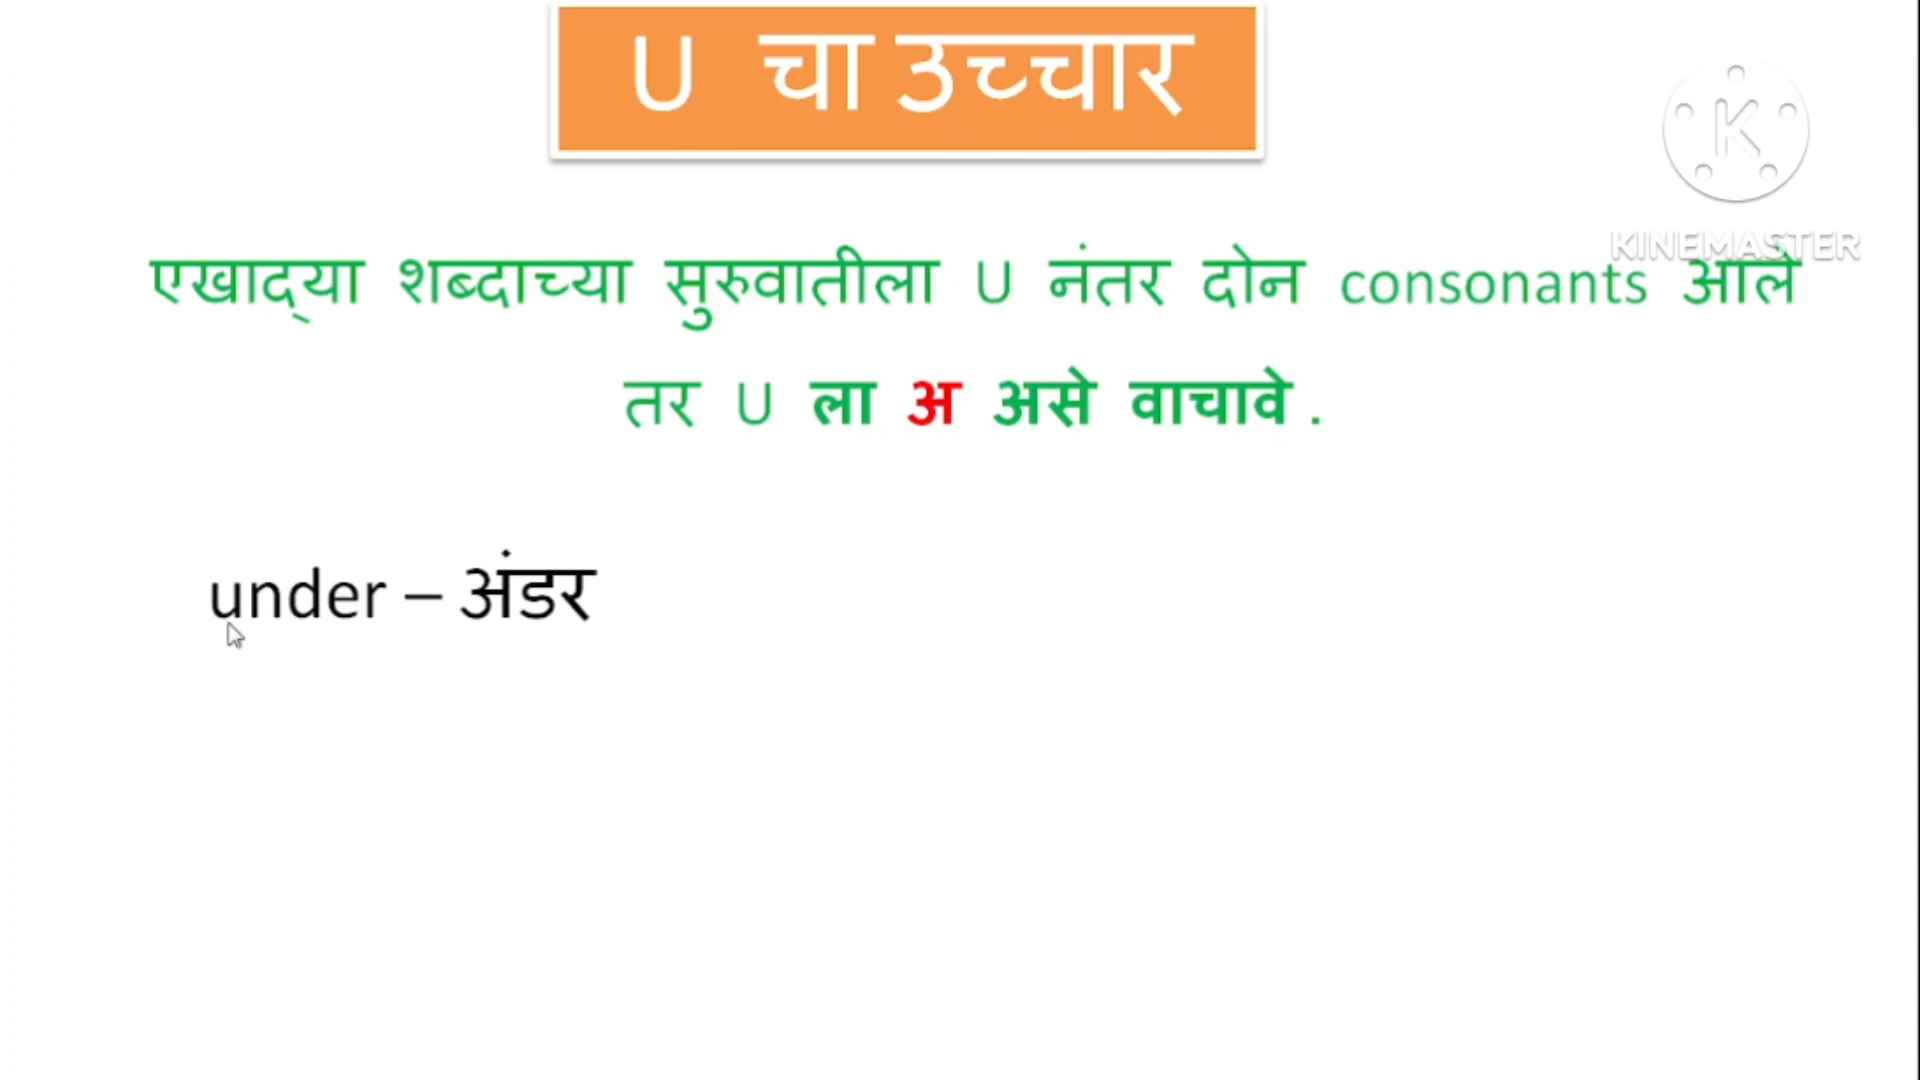 U चा उच्चार
KINEMASTER
एखाद्‌या शब्दाच्या सुरुवातीला U नंतर दोन consonants आले
तर U ला अ असे वाचावे .
under – अंडर